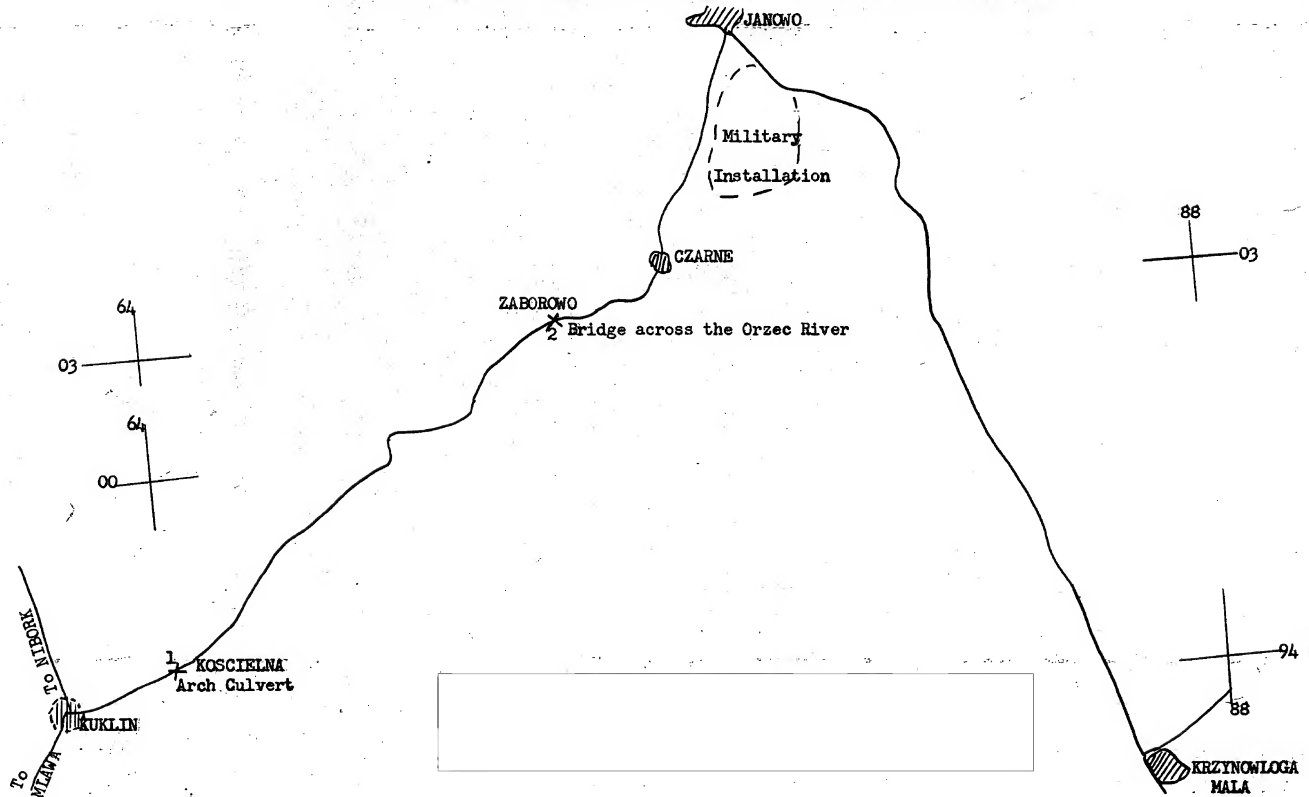 JANOWO
Military
Installation
88
03
CZARNE
ZABOROWO
2 Bridge across the Orzec River
64
03
64
00
To NIBORK
1 KOSCIELNA
Arch Culvert
KUKLIN
To
MLAWA
94
88
KRZYNOWLOGA
MALA